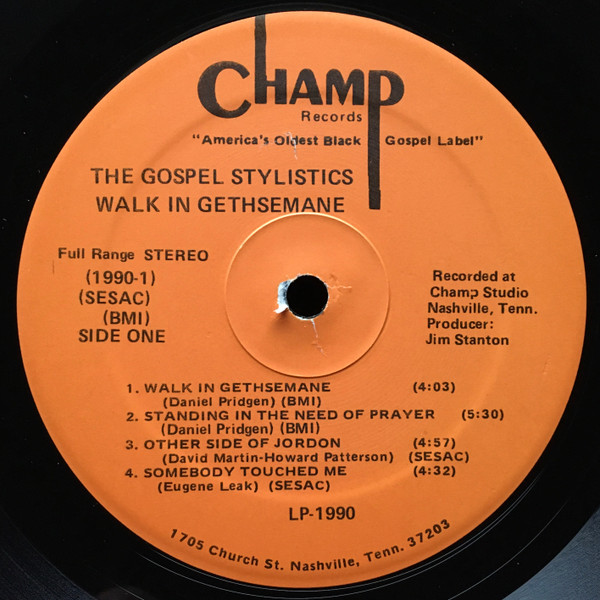 CHAMP
Records
"America's Oldest Black Gospel Label"
THE GOSPEL STYLISTICS
WALK IN GETHSEMANE
Full Range STEREO
(1990-1)
(SESAC)
(BMI)
SIDE ONE
Recorded at
Champ Studio
Nashville, Tenn.
Producer:
Jim Stanton
1. WALK IN GETHSEMANE (4:03)
(Daniel Pridgen) (BMI)
2. STANDING IN THE NEED OF PRAYER (5:30)
(Daniel Pridgen) (BMI)
3. OTHER SIDE OF JORDON (4:57)
(David Martin-Howard Patterson) (SESAC)
4. SOMEBODY TOUCHED ME (4:32)
(Eugene Leak) (SESAC)
LP-1990
1705 Church St. Nashville, Tenn. 37203